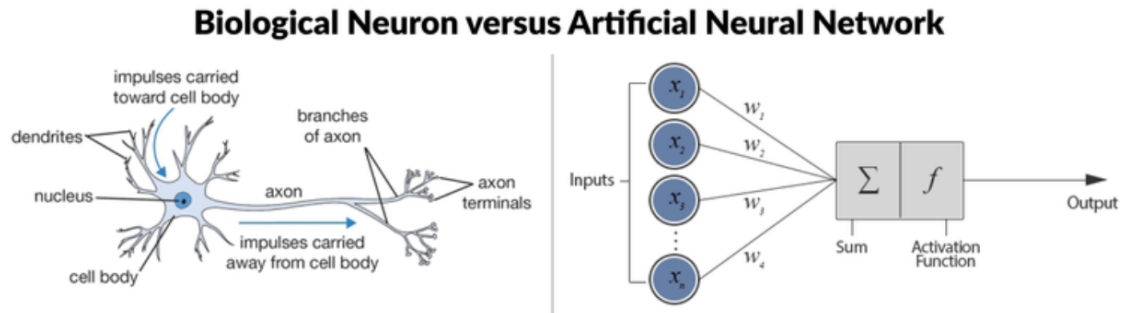 Biological Neuron versus Artificial Neural Network
impulses carried
toward cell body
dendrites
nucleus
cell body
axon
branches
of axon
axon
terminals
impulses carried
away from cell body
Inputs
x1
x2
x3
xn
w1
w2
w3
w4
Σ
f
Sum
Activation
Function
Output